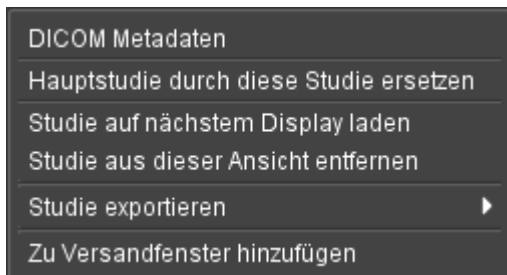 DICOM Metadaten
Hauptstudie durch diese Studie ersetzen
Studie auf nächstem Display laden
Studie aus dieser Ansicht entfernen
Studie exportieren
Zu Versandfenster hinzufügen